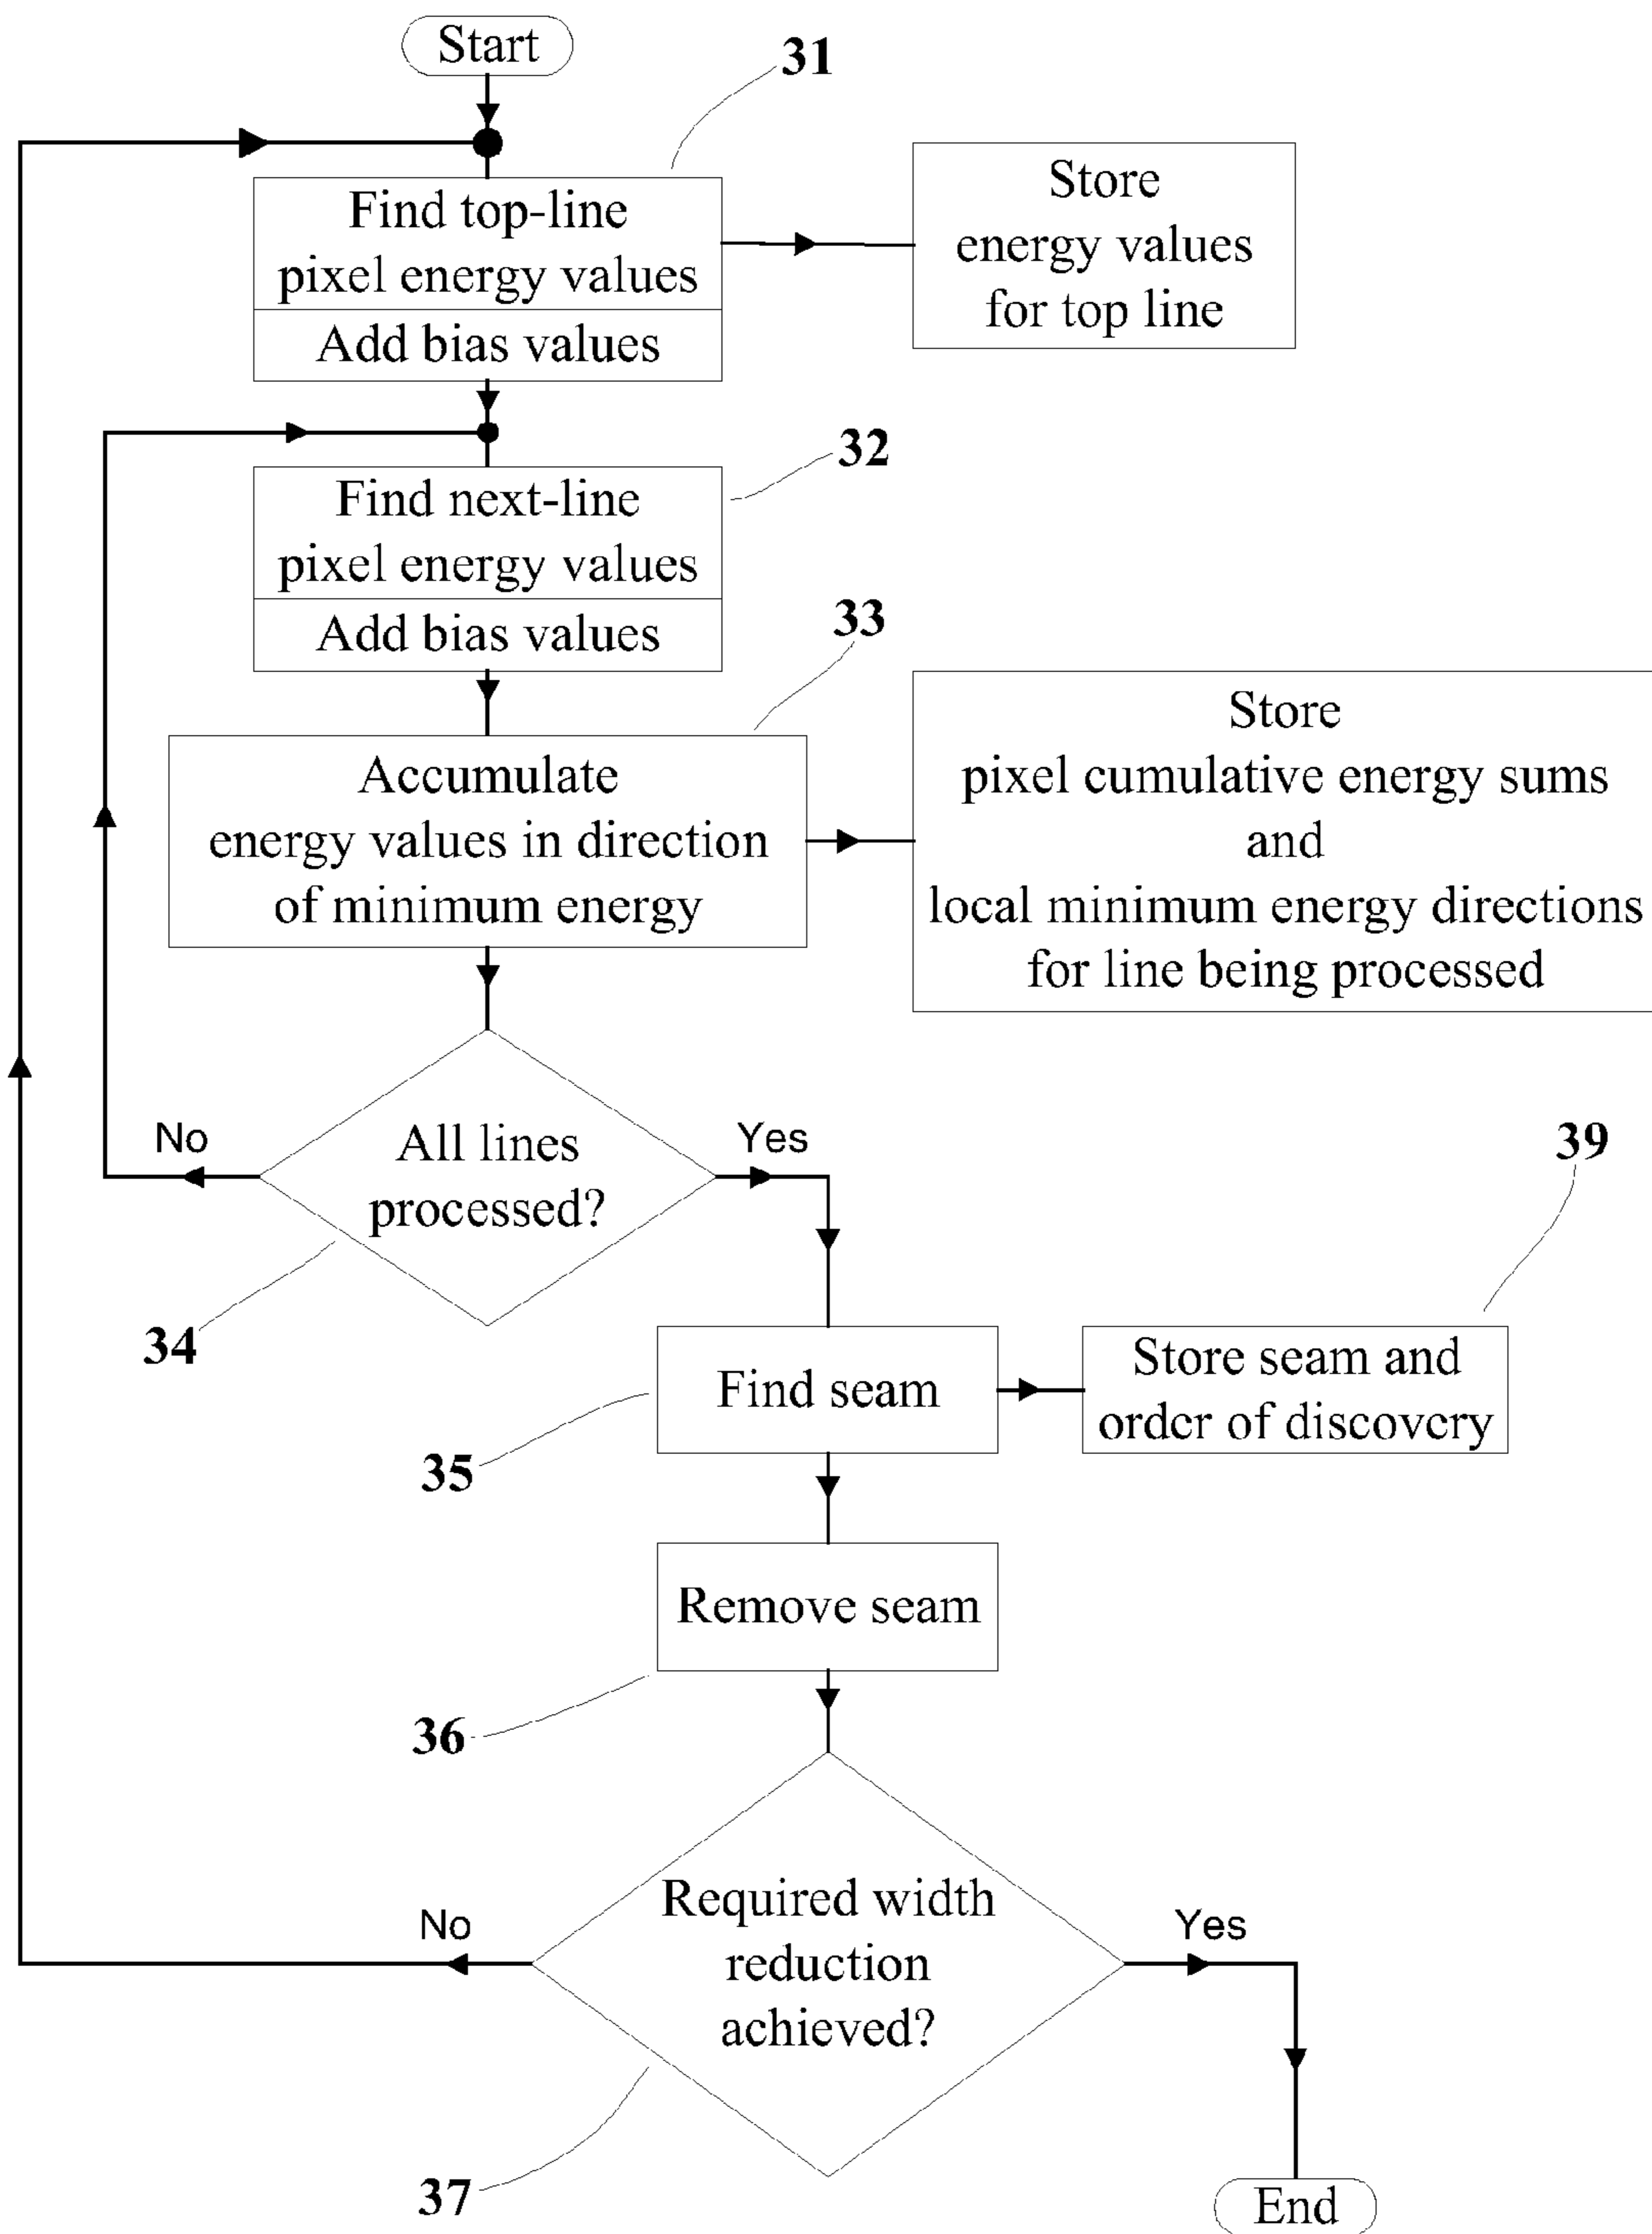 Start
31
Find top-line
pixel energy values
Add bias values
Store
energy values
for top line
32
Find next-line
pixel energy values
Add bias values
33
Accumulate
energy values in direction
of minimum energy
Store
pixel cumulative energy sums
and
local minimum energy directions
for line being processed
No
All lines
processed?
Yes
34
39
Find seam
Store seam and
order of discovery
35
Remove seam
36
No
Required width
reduction
achieved?
Yes
37
End